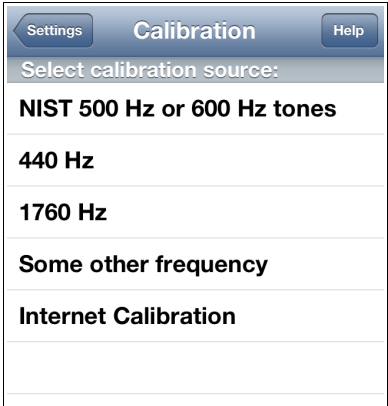 Settings
Calibration
Help
Select calibration source:
NIST 500 Hz or 600 Hz tones
440 Hz
1760 Hz
Some other frequency
Internet Calibration